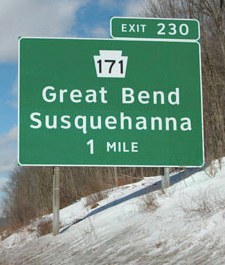 EXIT 230
171
Great Bend
Susquehanna
1 MILE